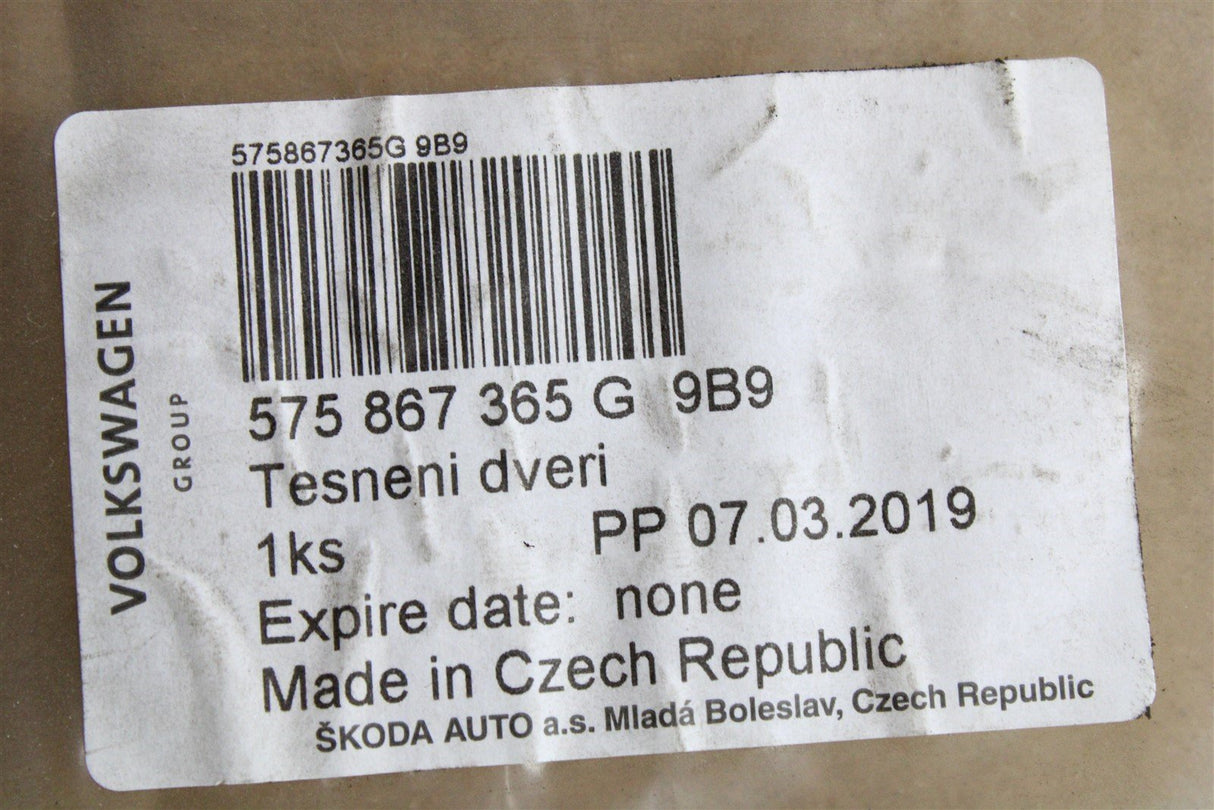 575867365G 9B9
575 867 365 G 9B9
Tesneni dveri
1ks PP 07.03.2019
Expire date: none
Made in Czech Republic
ŠKODA AUTO a.s. Mladá Boleslav, Czech Republic
VOLKSWAGEN
GROUP